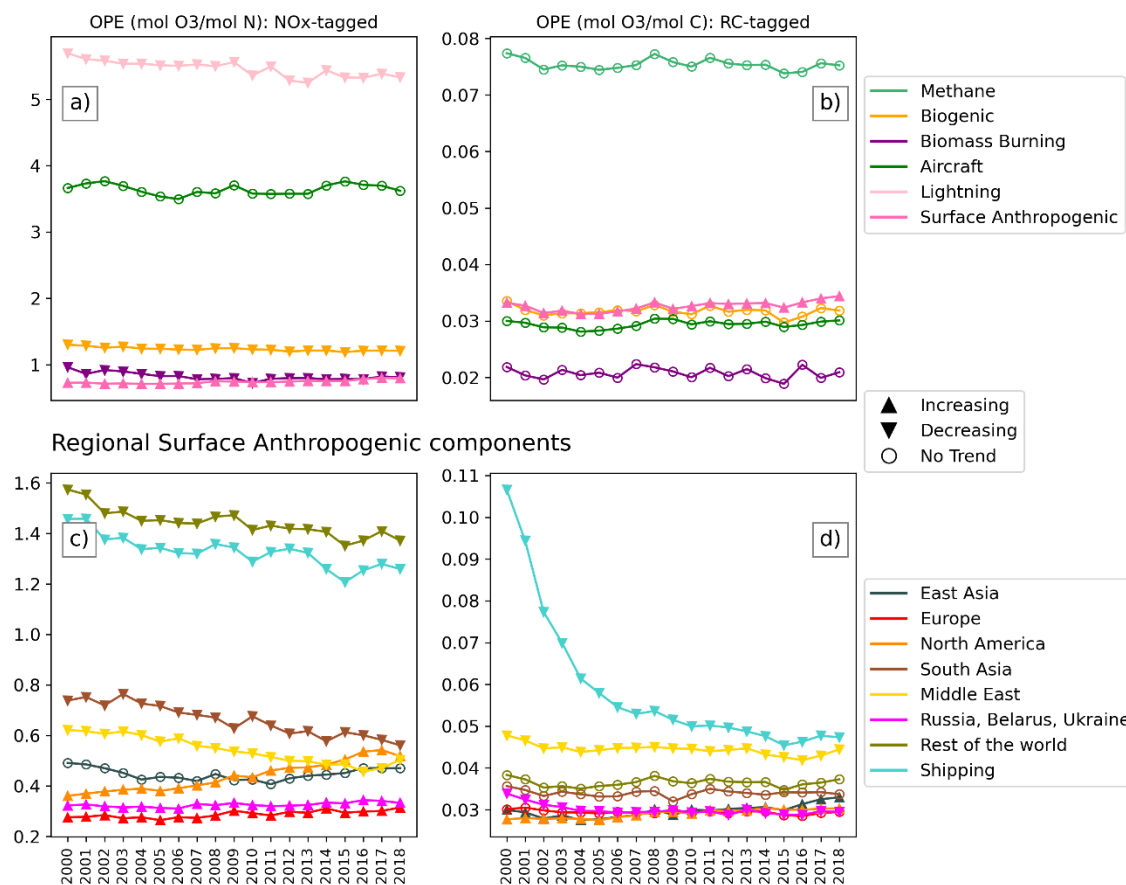 OPE (mol O3/mol N): NOx-tagged
OPE (mol O3/mol C): RC-tagged
5
4
3
2
1
a)
0.08
0.07
0.06
0.05
0.04
0.03
0.02
b)
Methane
Biogenic
Biomass Burning
Aircraft
Lightning
Surface Anthropogenic
Increasing
Decreasing
No Trend
Regional Surface Anthropogenic components
1.6
1.4
1.2
1.0
0.8
0.6
0.4
0.2
c)
0.11
0.10
0.09
0.08
0.07
0.06
0.05
0.04
0.03
d)
East Asia
Europe
North America
South Asia
Middle East
Russia, Belarus, Ukraine
Rest of the world
Shipping
2000 2001 2002 2003 2004 2005 2006 2007 2008 2009 2010 2011 2012 2013 2014 2015 2016 2017 2018
2000 2001 2002 2003 2004 2005 2006 2007 2008 2009 2010 2011 2012 2013 2014 2015 2016 2017 2018